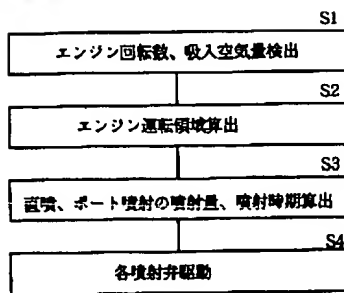 S1
エンジン回転数、吸入空気量検出
S2
エンジン運転領域算出
S3
直噴、ポート噴射の噴射量、噴射時期算出
S4
各噴射弁駆動